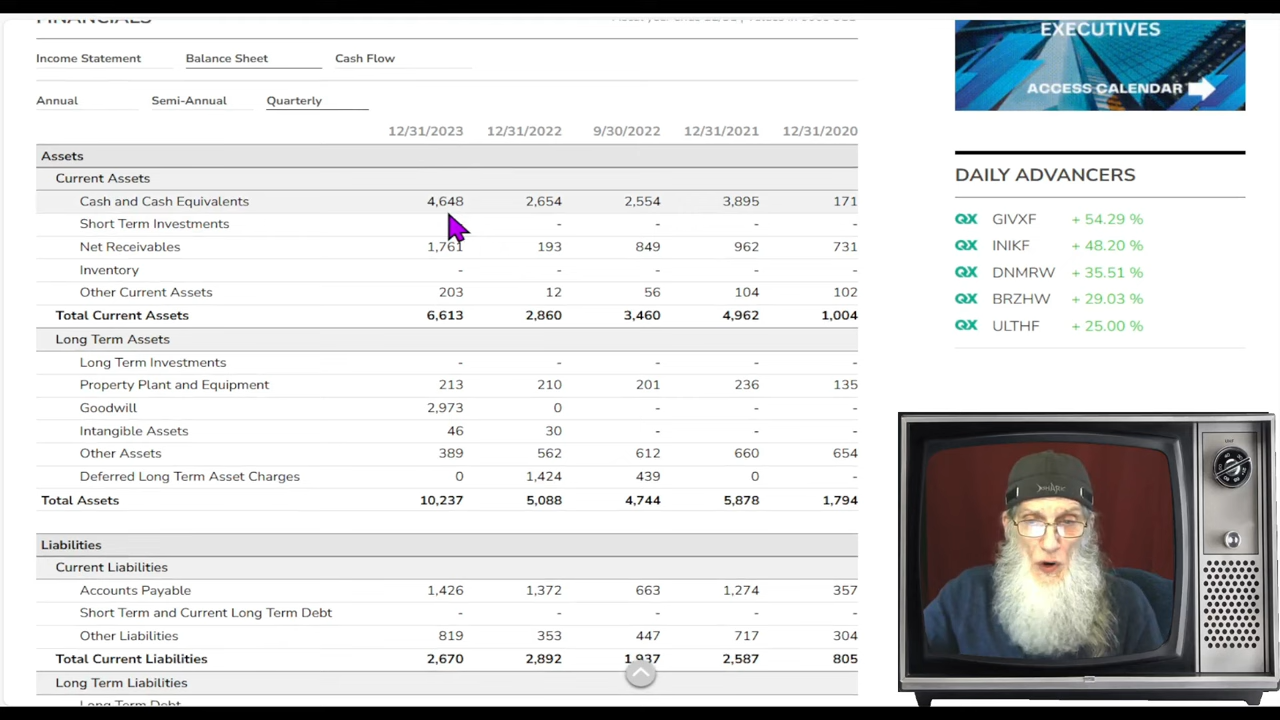 FINANCIALS
Income Statement Balance Sheet Cash Flow
Annual Semi-Annual Quarterly
12/31/2023 12/31/2022 9/30/2022 12/31/2021 12/31/2020
Assets
Current Assets
Cash and Cash Equivalents 4,648 2,654 2,554 3,895 171
Short Term Investments - - - -
Net Receivables 1,761 193 849 962 731
Inventory - - - - -
Other Current Assets 203 12 56 104 102
Total Current Assets 6,613 2,860 3,460 4,962 1,004
Long Term Assets
Long Term Investments - - - - -
Property Plant and Equipment 213 210 201 236 135
Goodwill 2,973 0 - - -
Intangible Assets 46 30 - - -
Other Assets 389 562 612 660 654
Deferred Long Term Asset Charges 0 1,424 439 0 -
Total Assets 10,237 5,088 4,744 5,878 1,794
Liabilities
Current Liabilities
Accounts Payable 1,426 1,372 663 1,274 357
Short Term and Current Long Term Debt - - - - -
Other Liabilities 819 353 447 717 304
Total Current Liabilities 2,670 2,892 1,937 2,587 805
Long Term Liabilities
Long Term Debt
EXECUTIVES
ACCESS CALENDAR
DAILY ADVANCERS
QX GIVXF + 54.29 %
QX INIKF + 48.20 %
QX DNMRW + 35.51 %
QX BRZHW + 29.03 %
QX ULTHF + 25.00 %